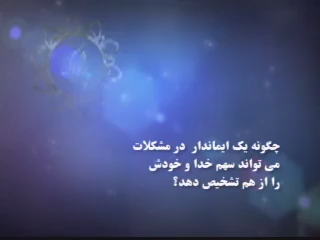 چگونه یک ایماندار در مشکلات
می تواند سهم خدا و خودش
را از هم تشخیص دهد؟